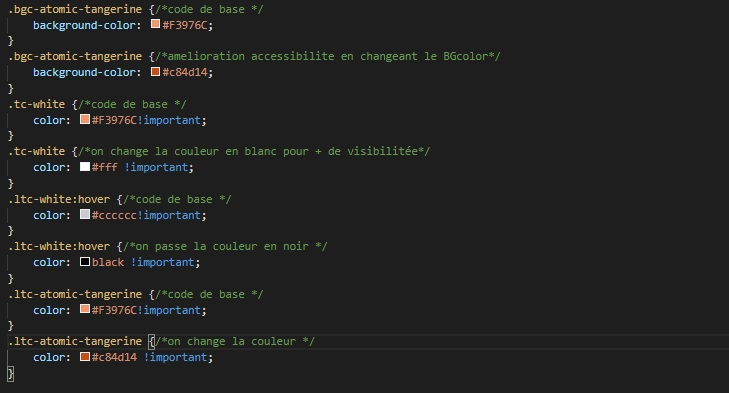 .bgc-atomic-tangerine {/*code de base */
background-color: #F3976C;
}
.bgc-atomic-tangerine {/*amelioration accessibilite en changeant le BGcolor*/
background-color: #c84d14;
}
.tc-white {/*code de base */
color: #F3976C!important;
}
.tc-white {/*on change la couleur en blanc pour + de visibilitée*/
color: #fff !important;
}
.ltc-white:hover {/*code de base */
color: #cccccc!important;
}
.ltc-white:hover {/*on passe la couleur en noir */
color: black !important;
}
.ltc-atomic-tangerine {/*code de base */
color: #F3976C!important;
}
.ltc-atomic-tangerine {/*on change la couleur */
color: #c84d14 !important;
}